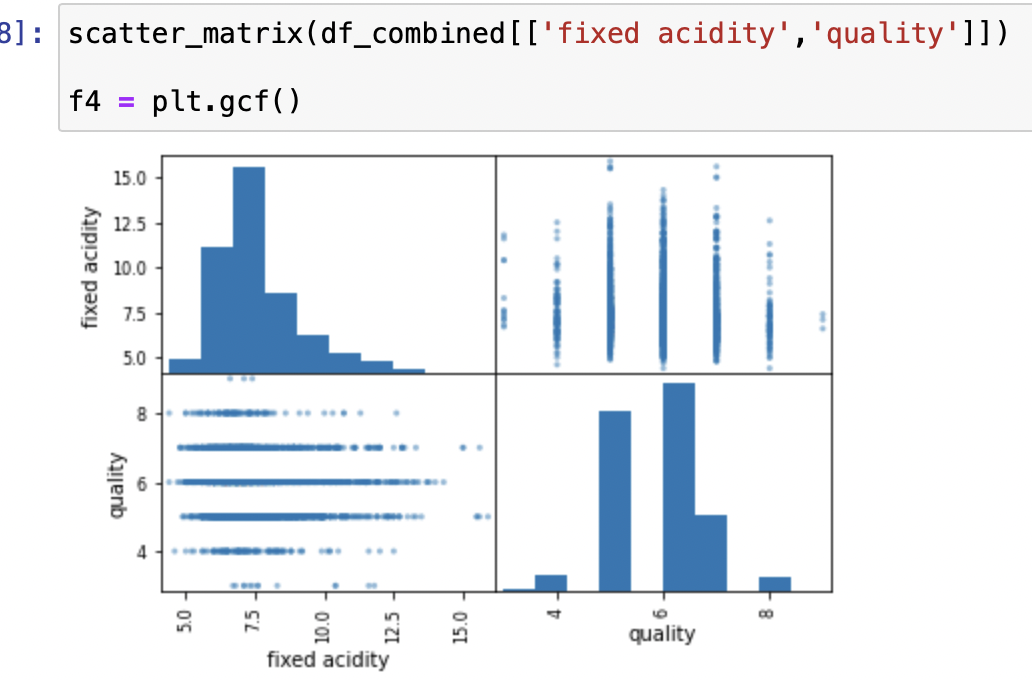 8]: scatter_matrix(df_combined[['fixed acidity','quality']])
f4 = plt.gcf()
15.0
12.5
10.0
7.5
5.0
fixed acidity
8
6
4
quality
5.0 7.5 10.0 12.5 15.0 4 6 8
fixed acidity quality